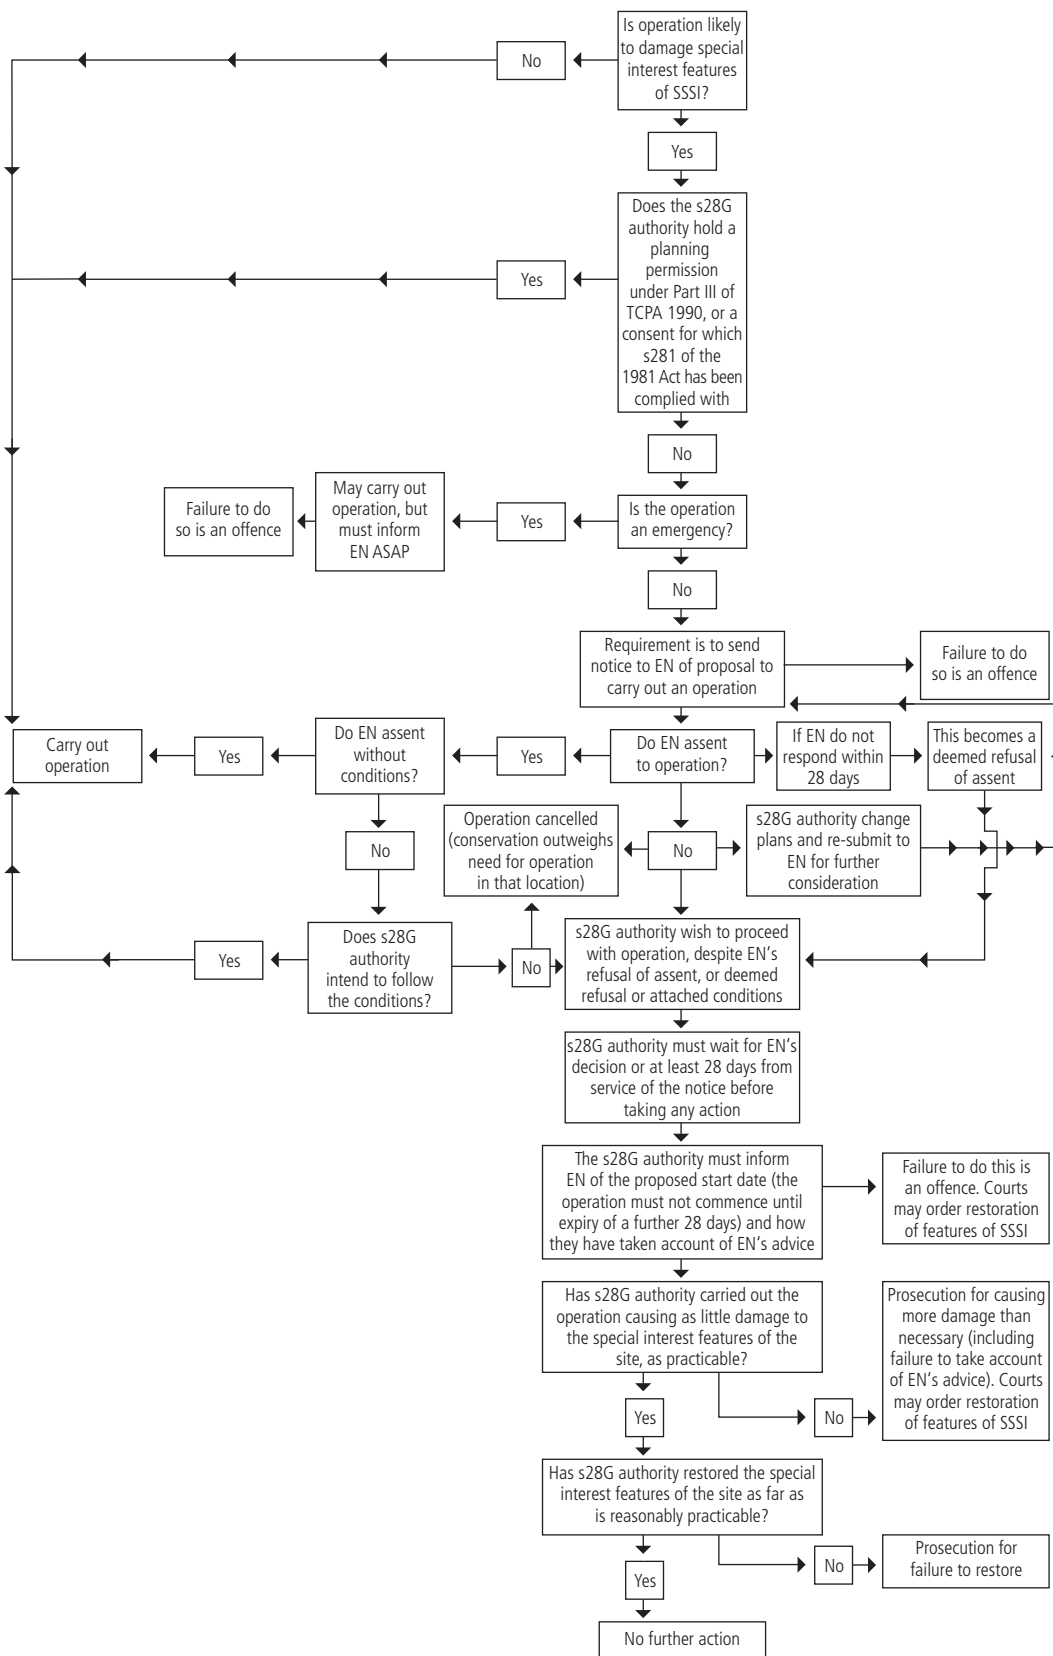 Is operation likely
to damage special
interest features
of SSSI?
No
Yes
Does the s28G
authority hold a
planning
permission
under Part III of
TCPA 1990, or a
consent for which
s281 of the
1981 Act has been
complied with
Yes
No
Is the operation
an emergency?
Yes
May carry out
operation, but
must inform
EN ASAP
Failure to do
so is an offence
No
Requirement is to send
notice to EN of proposal to
carry out an operation
Failure to do
so is an offence
Do EN assent
to operation?
Yes
Do EN assent
without
conditions?
Yes
Carry out
operation
If EN do not
respond within
28 days
This becomes a
deemed refusal
of assent
No
Operation cancelled
(conservation outweighs
need for operation
in that location)
No
s28G authority change
plans and re-submit to
EN for further
consideration
Does s28G
authority
intend to follow
the conditions?
Yes
No
s28G authority wish to proceed
with operation, despite EN's
refusal of assent, or deemed
refusal or attached conditions
s28G authority must wait for EN's
decision or at least 28 days from
service of the notice before
taking any action
The s28G authority must inform
EN of the proposed start date (the
operation must not commence until
expiry of a further 28 days) and how
they have taken account of EN's advice
Failure to do this is
an offence. Courts
may order restoration
of features of SSSI
Has s28G authority carried out the
operation causing as little damage to
the special interest features of the
site, as practicable?
Prosecution for causing
more damage than
necessary (including
failure to take account
of EN's advice). Courts
may order restoration
of features of SSSI
Yes
No
Has s28G authority restored the special
interest features of the site as far as
is reasonably practicable?
Yes
No
Prosecution for
failure to restore
No further action